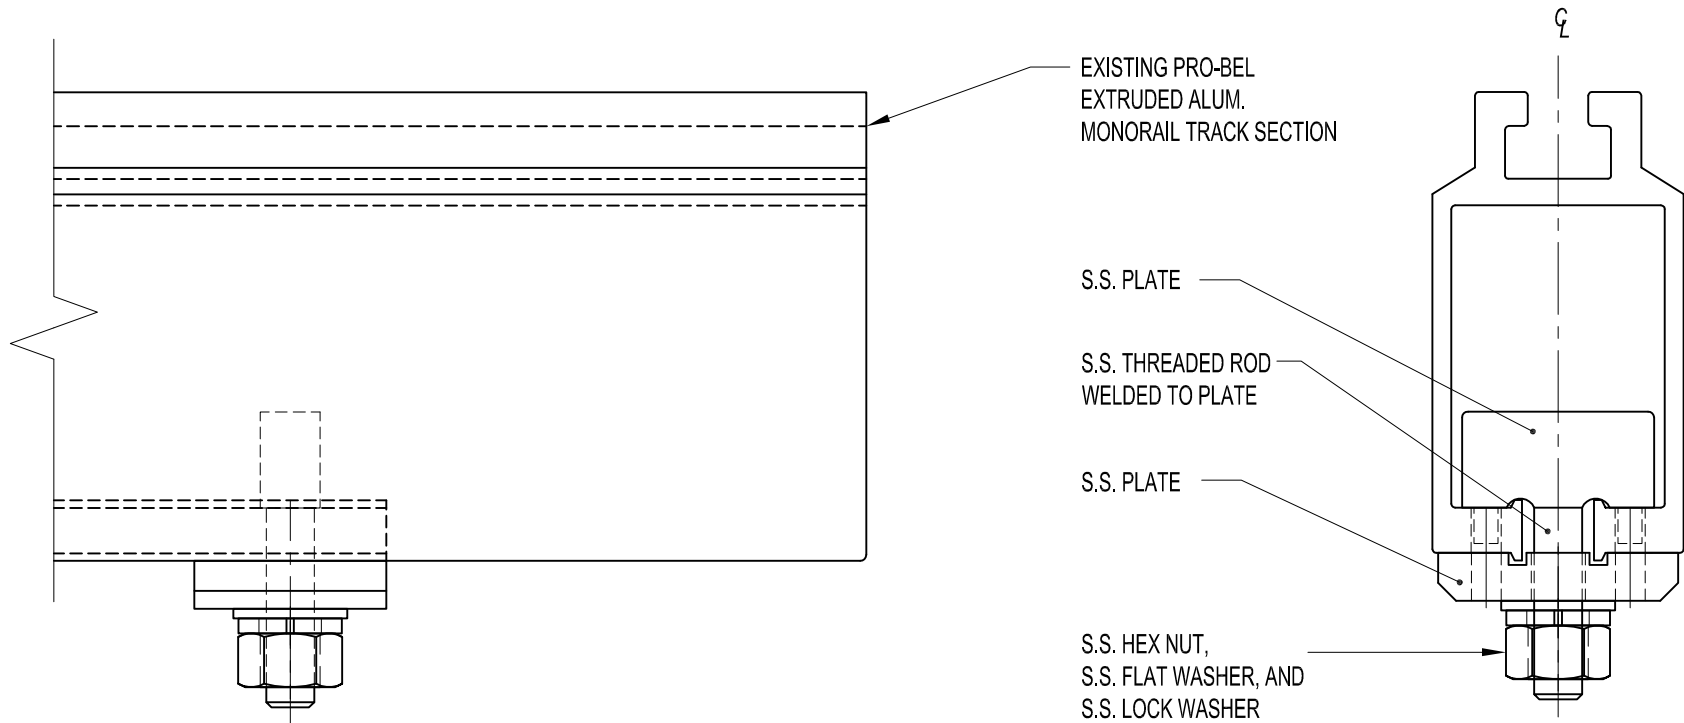 ℄
EXISTING PRO-BEL
EXTRUDED ALUM.
MONORAIL TRACK SECTION
S.S. PLATE
S.S. THREADED ROD
WELDED TO PLATE
S.S. PLATE
S.S. HEX NUT,
S.S. FLAT WASHER, AND
S.S. LOCK WASHER